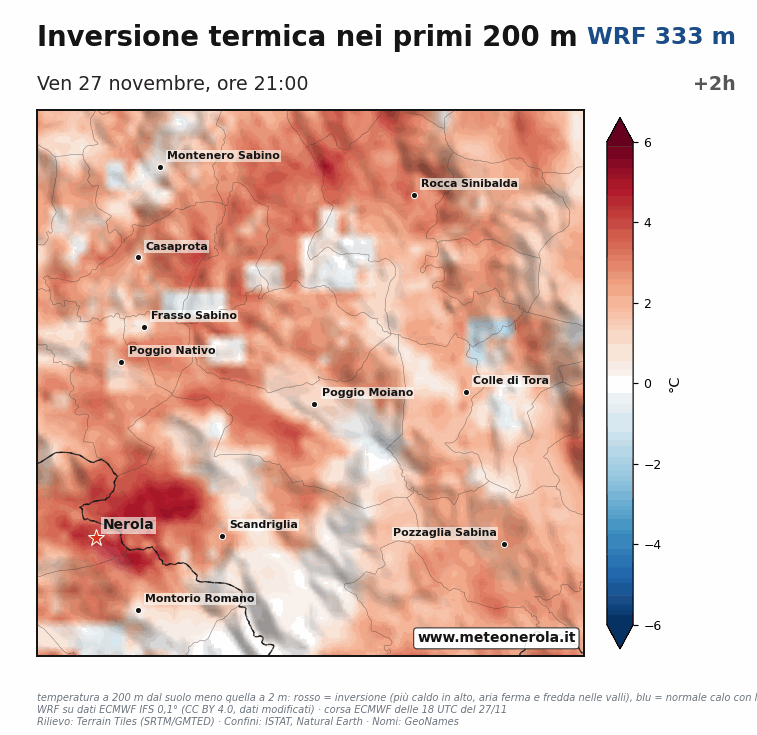 Inversione termica nei primi 200 m WRF 333 m
Ven 27 novembre, ore 21:00 +2h
Montenero Sabino
Rocca Sinibalda
Casaprota
Frasso Sabino
Poggio Nativo
Colle di Tora
Poggio Moiano
Nerola
Scandriglia
Pozzaglia Sabina
Montorio Romano
www.meteonerola.it
6
4
2
0
−2
−4
−6
°C
temperatura a 200 m dal suolo meno quella a 2 m: rosso = inversione (più caldo in alto, aria ferma e fredda nelle valli), blu = normale calo con l
WRF su dati ECMWF IFS 0,1° (CC BY 4.0, dati modificati) · corsa ECMWF delle 18 UTC del 27/11
Rilievo: Terrain Tiles (SRTM/GMTED) · Confini: ISTAT, Natural Earth · Nomi: GeoNames